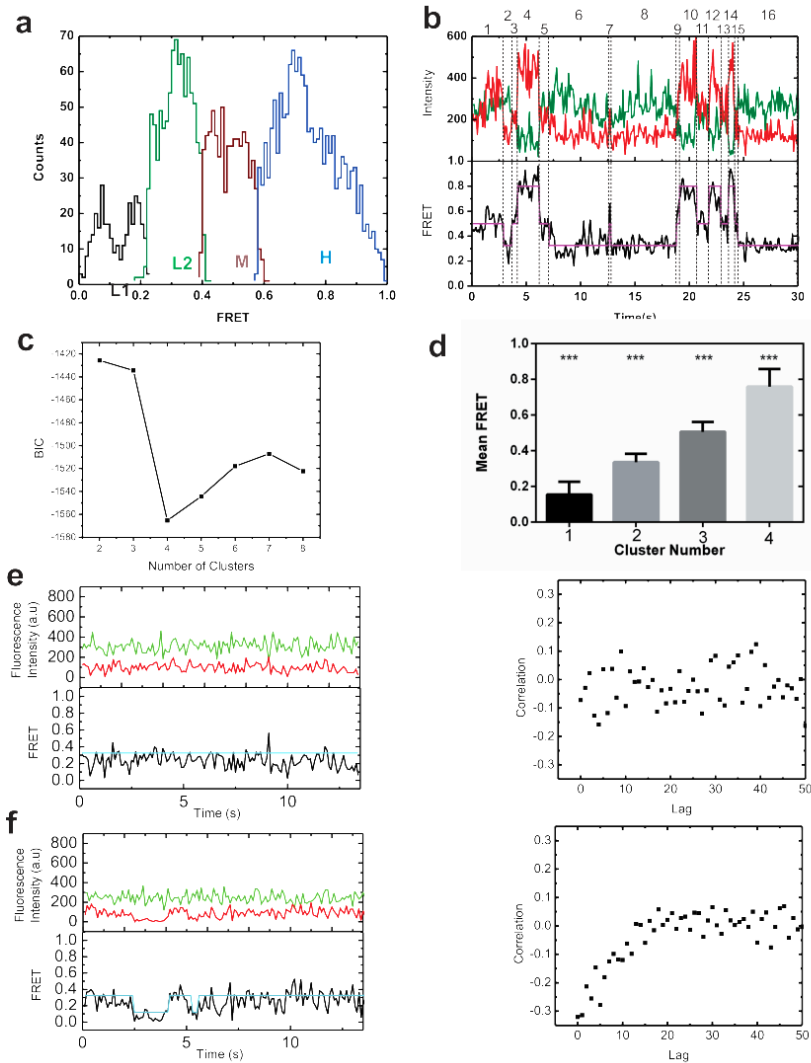 a
70
60
50
40
30
20
10
0
Counts
L1
L2
M
H
0.0 0.2 0.4 0.6 0.8 1.0
FRET
b
1 2 3 4 5 6 7 8 9 10 11 12 13 14 15 16
600
400
200
Intensity
1.0
0.8
0.6
0.4
0.2
0.0
FRET
0 5 10 15 20 25 30
Time(s)
c
-1420
-1440
-1460
-1480
-1500
-1520
-1540
-1560
-1580
BIC
2 3 4 5 6 7 8
Number of Clusters
d
1.0
0.8
0.6
0.4
0.2
0.0
Mean FRET
*** *** *** ***
1 2 3 4
Cluster Number
e
800
600
400
200
0
Fluorescence
Intensity (a.u)
1.0
0.8
0.6
0.4
0.2
0.0
FRET
0 5 10
Time (s)
0.3
0.2
0.1
0.0
-0.1
-0.2
-0.3
Correlation
0 10 20 30 40 50
Lag
f
800
600
400
200
0
Fluorescence
Intensity (a.u)
1.0
0.8
0.6
0.4
0.2
0.0
FRET
0 5 10
Time (s)
0.3
0.2
0.1
0.0
-0.1
-0.2
-0.3
Correlation
0 10 20 30 40 50
Lag